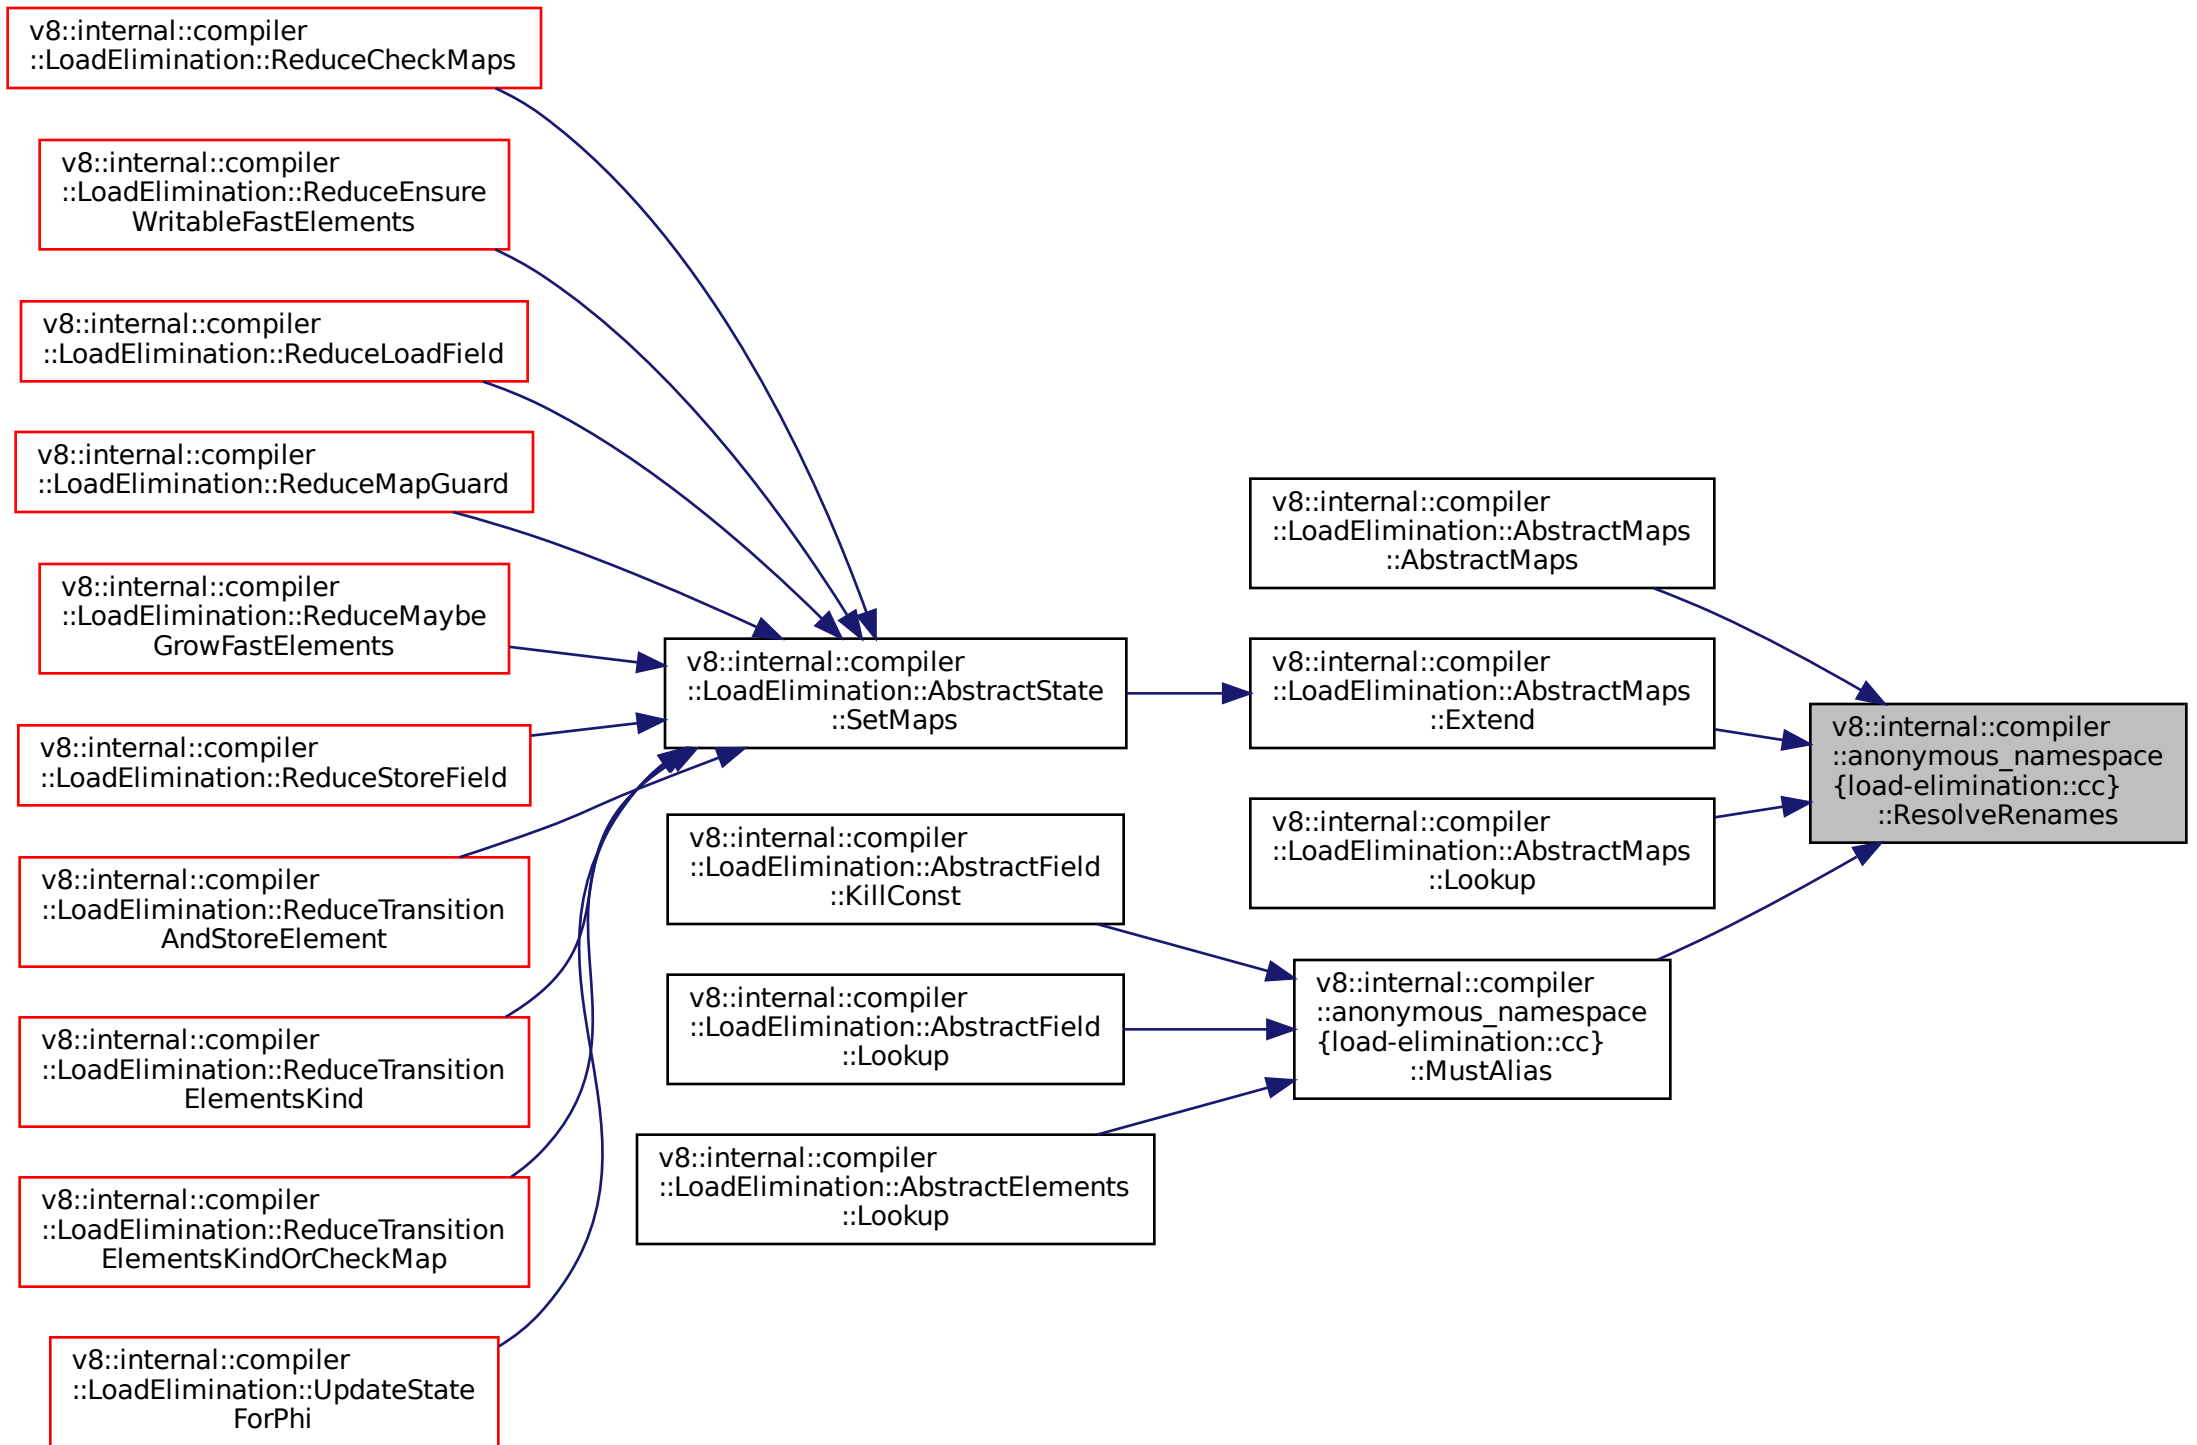 v8::internal::compiler
::LoadElimination::ReduceCheckMaps
v8::internal::compiler
::LoadElimination::ReduceEnsure
WritableFastElements
v8::internal::compiler
::LoadElimination::ReduceLoadField
v8::internal::compiler
::LoadElimination::ReduceMapGuard
v8::internal::compiler
::LoadElimination::ReduceMaybe
GrowFastElements
v8::internal::compiler
::LoadElimination::ReduceStoreField
v8::internal::compiler
::LoadElimination::ReduceTransition
AndStoreElement
v8::internal::compiler
::LoadElimination::ReduceTransition
ElementsKind
v8::internal::compiler
::LoadElimination::ReduceTransition
ElementsKindOrCheckMap
v8::internal::compiler
::LoadElimination::UpdateState
ForPhi
v8::internal::compiler
::LoadElimination::AbstractState
::SetMaps
v8::internal::compiler
::LoadElimination::AbstractField
::KillConst
v8::internal::compiler
::LoadElimination::AbstractField
::Lookup
v8::internal::compiler
::LoadElimination::AbstractElements
::Lookup
v8::internal::compiler
::LoadElimination::AbstractMaps
::AbstractMaps
v8::internal::compiler
::LoadElimination::AbstractMaps
::Extend
v8::internal::compiler
::LoadElimination::AbstractMaps
::Lookup
v8::internal::compiler
::anonymous_namespace
{load-elimination::cc}
::MustAlias
v8::internal::compiler
::anonymous_namespace
{load-elimination::cc}
::ResolveRenames